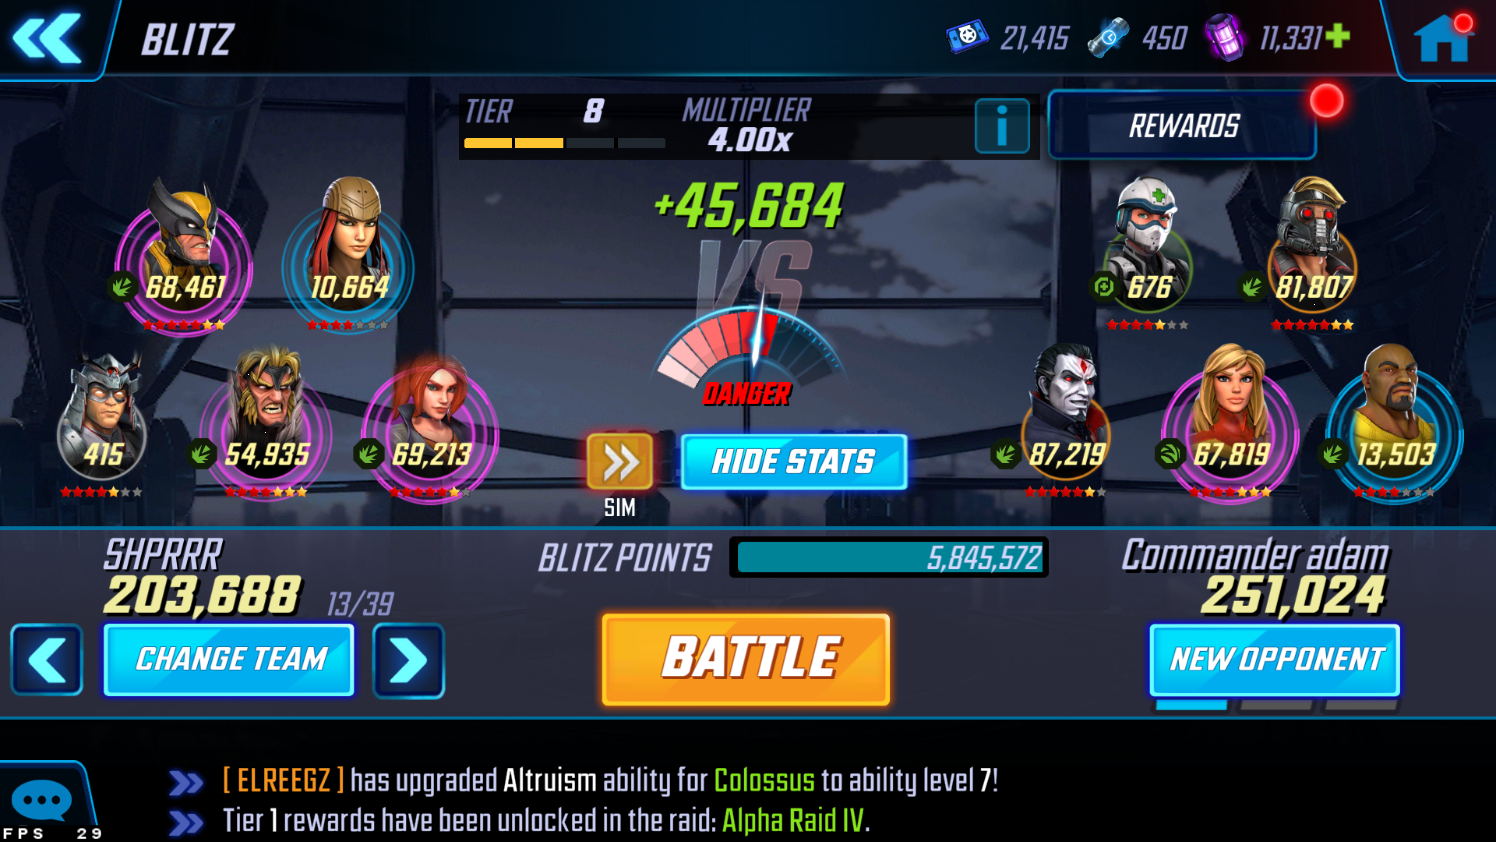 BLITZ
21,415
450
11,331
TIER 8
MULTIPLIER
4.00x
REWARDS
+45,684
VS
68,461
10,664
676
81,807
DANGER
415
54,935
69,213
87,219
67,819
13,503
HIDE STATS
SIM
SHPRRR
203,688
13/39
BLITZ POINTS 5,845,572
Commander adam
251,024
CHANGE TEAM
BATTLE
NEW OPPONENT
[ ELREEGZ ] has upgraded Altruism ability for Colossus to ability level 7!
Tier 1 rewards have been unlocked in the raid: Alpha Raid IV.
FPS 29